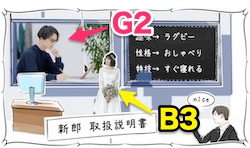 G2
趣味→ ラグビー
性格→ おしゃべり
特技→ すぐ寝れる
B3
nice
新郎 取扱説明書